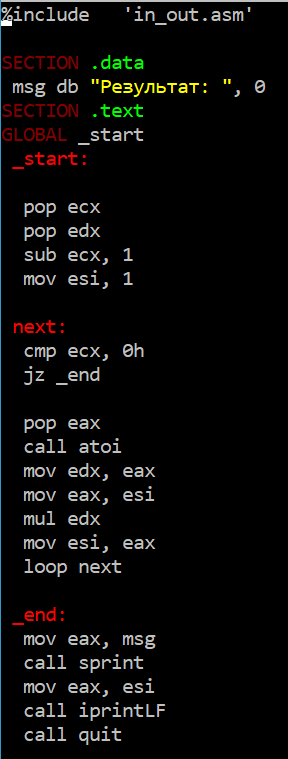 %include   'in_out.asm'
SECTION .data
msg db "Результат: ", 0
SECTION .text
GLOBAL _start
_start:
pop ecx
pop edx
sub ecx, 1
mov esi, 1
next:
cmp ecx, 0h
jz _end
pop eax
call atoi
mov edx, eax
mov eax, esi
mul edx
mov esi, eax
loop next
_end:
mov eax, msg
call sprint
mov eax, esi
call iprintLF
call quit